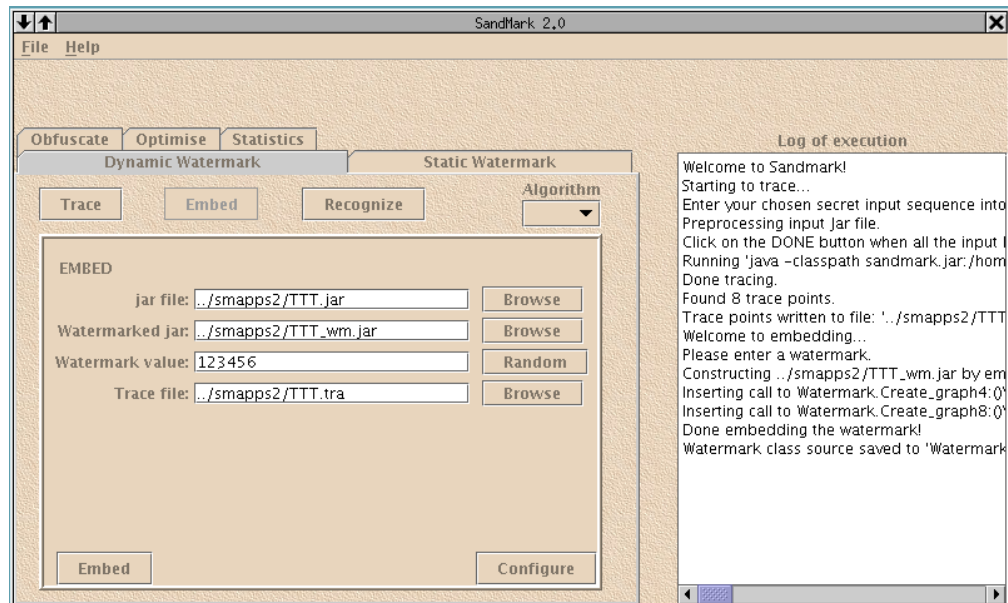 SandMark 2.0
File Help
Obfuscate Optimise Statistics
Dynamic Watermark Static Watermark
Trace Embed Recognize Algorithm
EMBED
jar file: ../smapps2/TTT.jar Browse
Watermarked jar: ../smapps2/TTT_wm.jar Browse
Watermark value: 123456 Random
Trace file: ../smapps2/TTT.tra Browse
Embed Configure
Log of execution
Welcome to Sandmark!
Starting to trace...
Enter your chosen secret input sequence into
Preprocessing input Jar file.
Click on the DONE button when all the input
Running 'java -classpath sandmark.jar:/hom
Done tracing.
Found 8 trace points.
Trace points written to file: '../smapps2/TTT
Welcome to embedding...
Please enter a watermark.
Constructing ../smapps2/TTT_wm.jar by em
Inserting call to Watermark.Create_graph4:()
Inserting call to Watermark.Create_graph8:()
Done embedding the watermark!
Watermark class source saved to 'Watermark